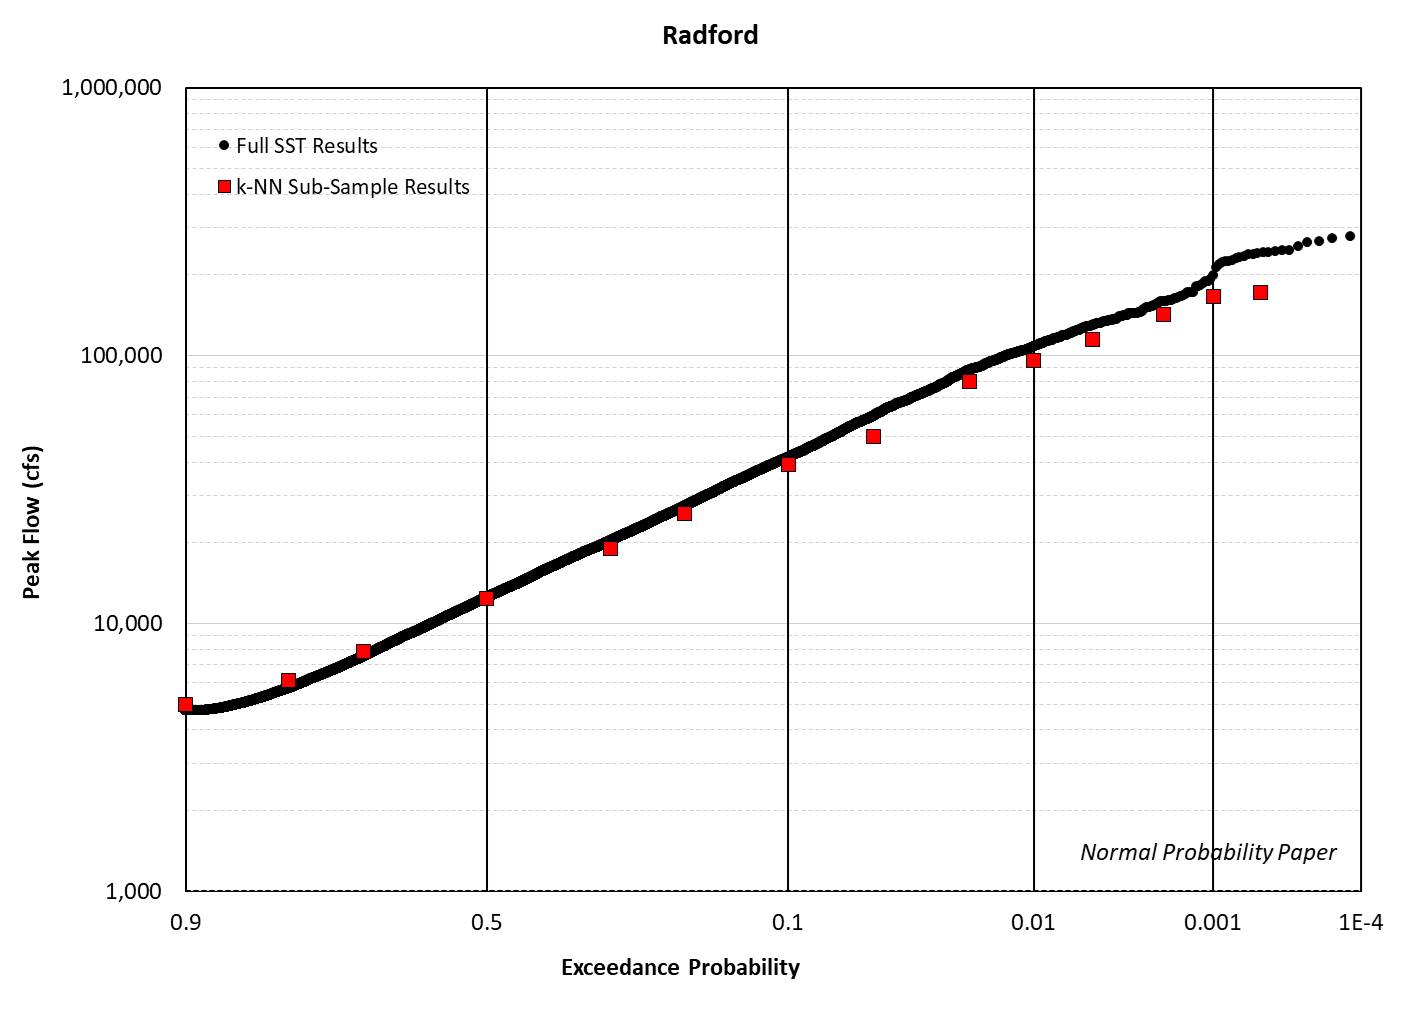 Radford
1,000,000
Full SST Results
k-NN Sub-Sample Results
100,000
Peak Flow (cfs)
10,000
Normal Probability Paper
1,000
0.9 0.5 0.1 0.01 0.001 1E-4
Exceedance Probability